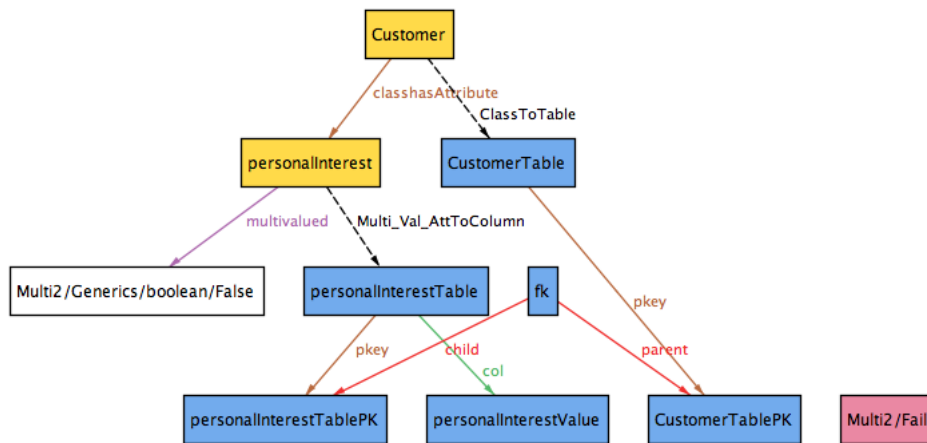 Customer
classhasAttribute
ClassToTable
personalInterest
CustomerTable
multivalued
Multi_Val_AttToColumn
Multi2/Generics/boolean/False
personalInterestTable
fk
pkey
pkey
child
parent
col
personalInterestTablePK
personalInterestValue
CustomerTablePK
Multi2/Fail